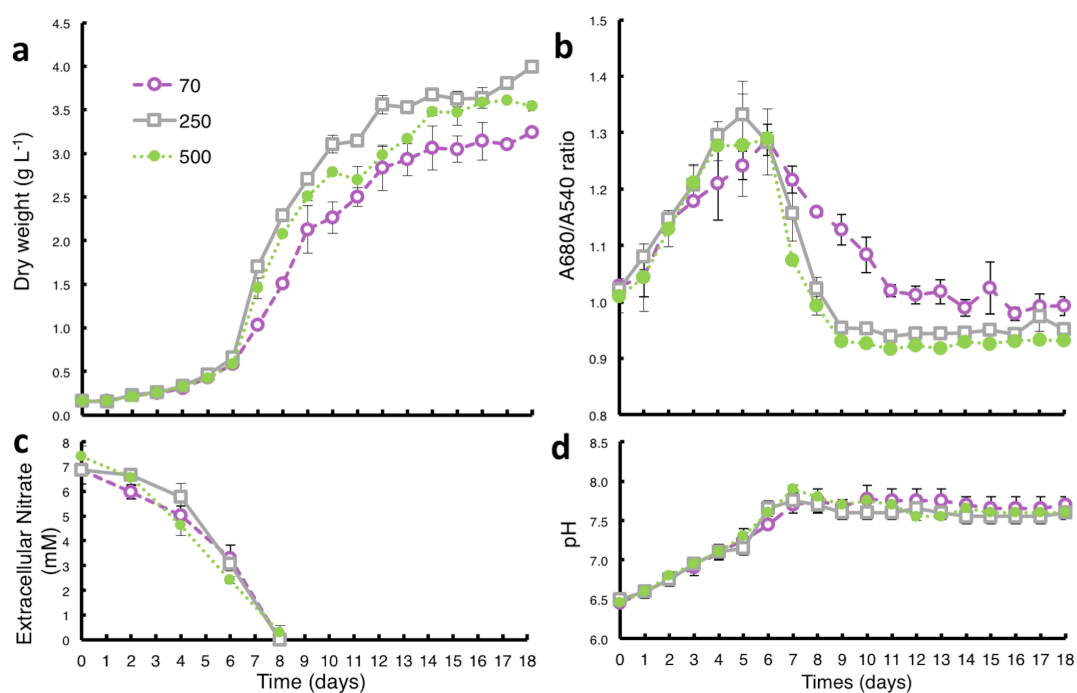 a
Dry weight (g L⁻¹)
4.5
4.0
3.5
3.0
2.5
2.0
1.5
1.0
0.5
0.0
70
250
500
b
A680/A540 ratio
1.5
1.4
1.3
1.2
1.1
1.0
0.9
0.8
c
Extracellular Nitrate
(mM)
8
7
6
5
4
3
2
1
0
0 1 2 3 4 5 6 7 8 9 10 11 12 13 14 15 16 17 18
Time (days)
d
pH
8.5
8.0
7.5
7.0
6.5
6.0
0 1 2 3 4 5 6 7 8 9 10 11 12 13 14 15 16 17 18
Times (days)